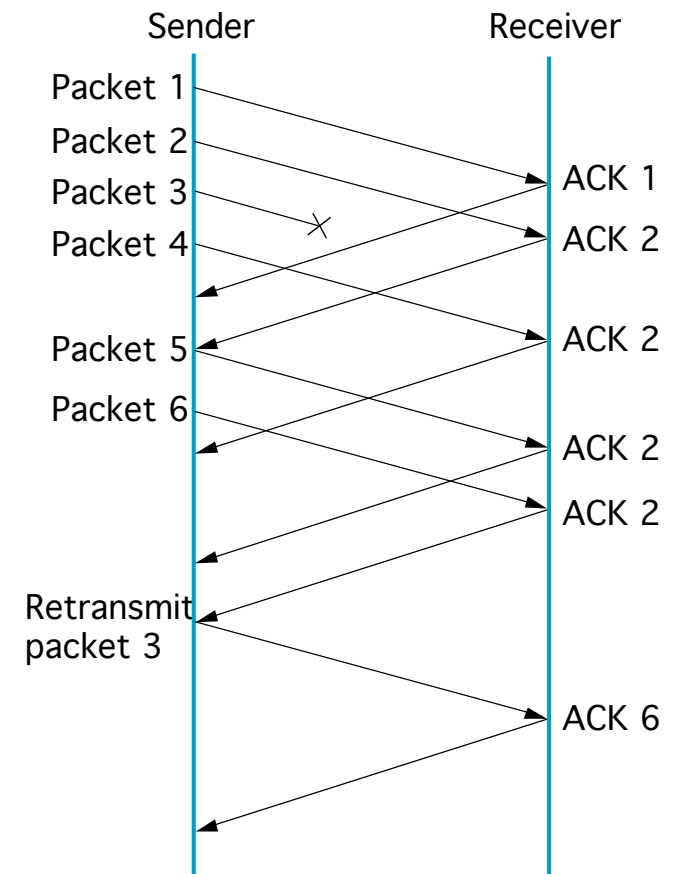 Sender
Receiver
Packet 1
Packet 2
Packet 3
Packet 4
Packet 5
Packet 6
Retransmit
packet 3
ACK 1
ACK 2
ACK 2
ACK 2
ACK 2
ACK 6